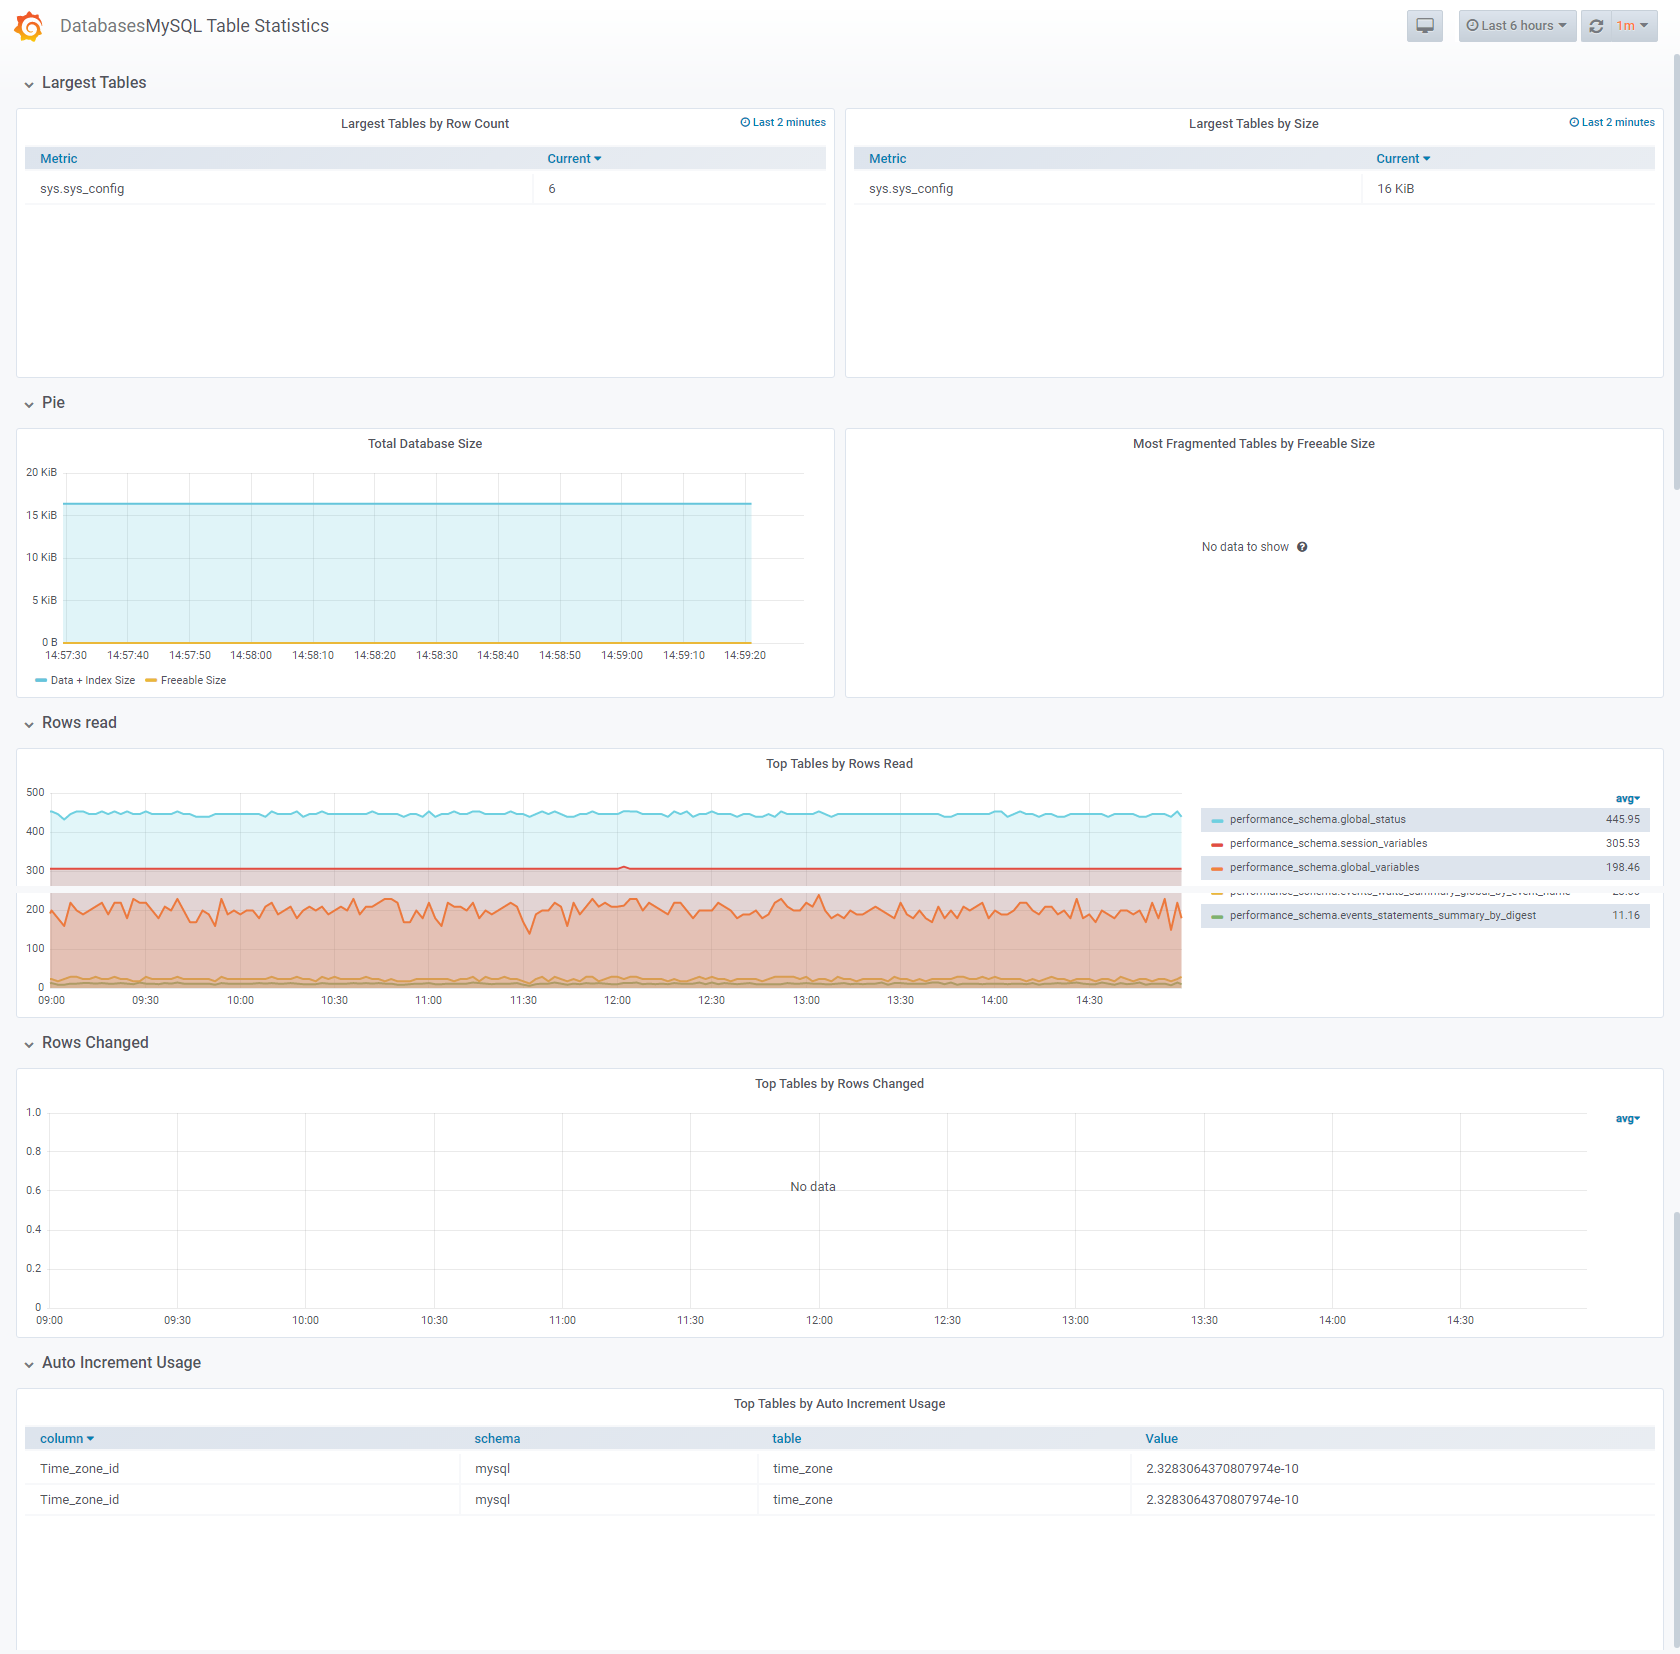 DatabasesMySQL Table Statistics
Last 6 hours
1m
Largest Tables
Largest Tables by Row Count
Last 2 minutes
Metric Current
sys.sys_config 6
Largest Tables by Size
Last 2 minutes
Metric Current
sys.sys_config 16 KiB
Pie
Total Database Size
20 KiB
15 KiB
10 KiB
5 KiB
0 B
14:57:30 14:57:40 14:57:50 14:58:00 14:58:10 14:58:20 14:58:30 14:58:40 14:58:50 14:59:00 14:59:10 14:59:20
Data + Index Size Freeable Size
Most Fragmented Tables by Freeable Size
No data to show
Rows read
Top Tables by Rows Read
500
400
300
200
100
0
09:00 09:30 10:00 10:30 11:00 11:30 12:00 12:30 13:00 13:30 14:00 14:30
avg
performance_schema.global_status 445.95
performance_schema.session_variables 305.53
performance_schema.global_variables 198.46
performance_schema.events_waits_summary_global_by_event_name
performance_schema.events_statements_summary_by_digest 11.16
Rows Changed
Top Tables by Rows Changed
1.0
0.8
0.6
0.4
0.2
0
No data
09:00 09:30 10:00 10:30 11:00 11:30 12:00 12:30 13:00 13:30 14:00 14:30
avg
Auto Increment Usage
Top Tables by Auto Increment Usage
column schema table Value
Time_zone_id mysql time_zone 2.3283064370807974e-10
Time_zone_id mysql time_zone 2.3283064370807974e-10